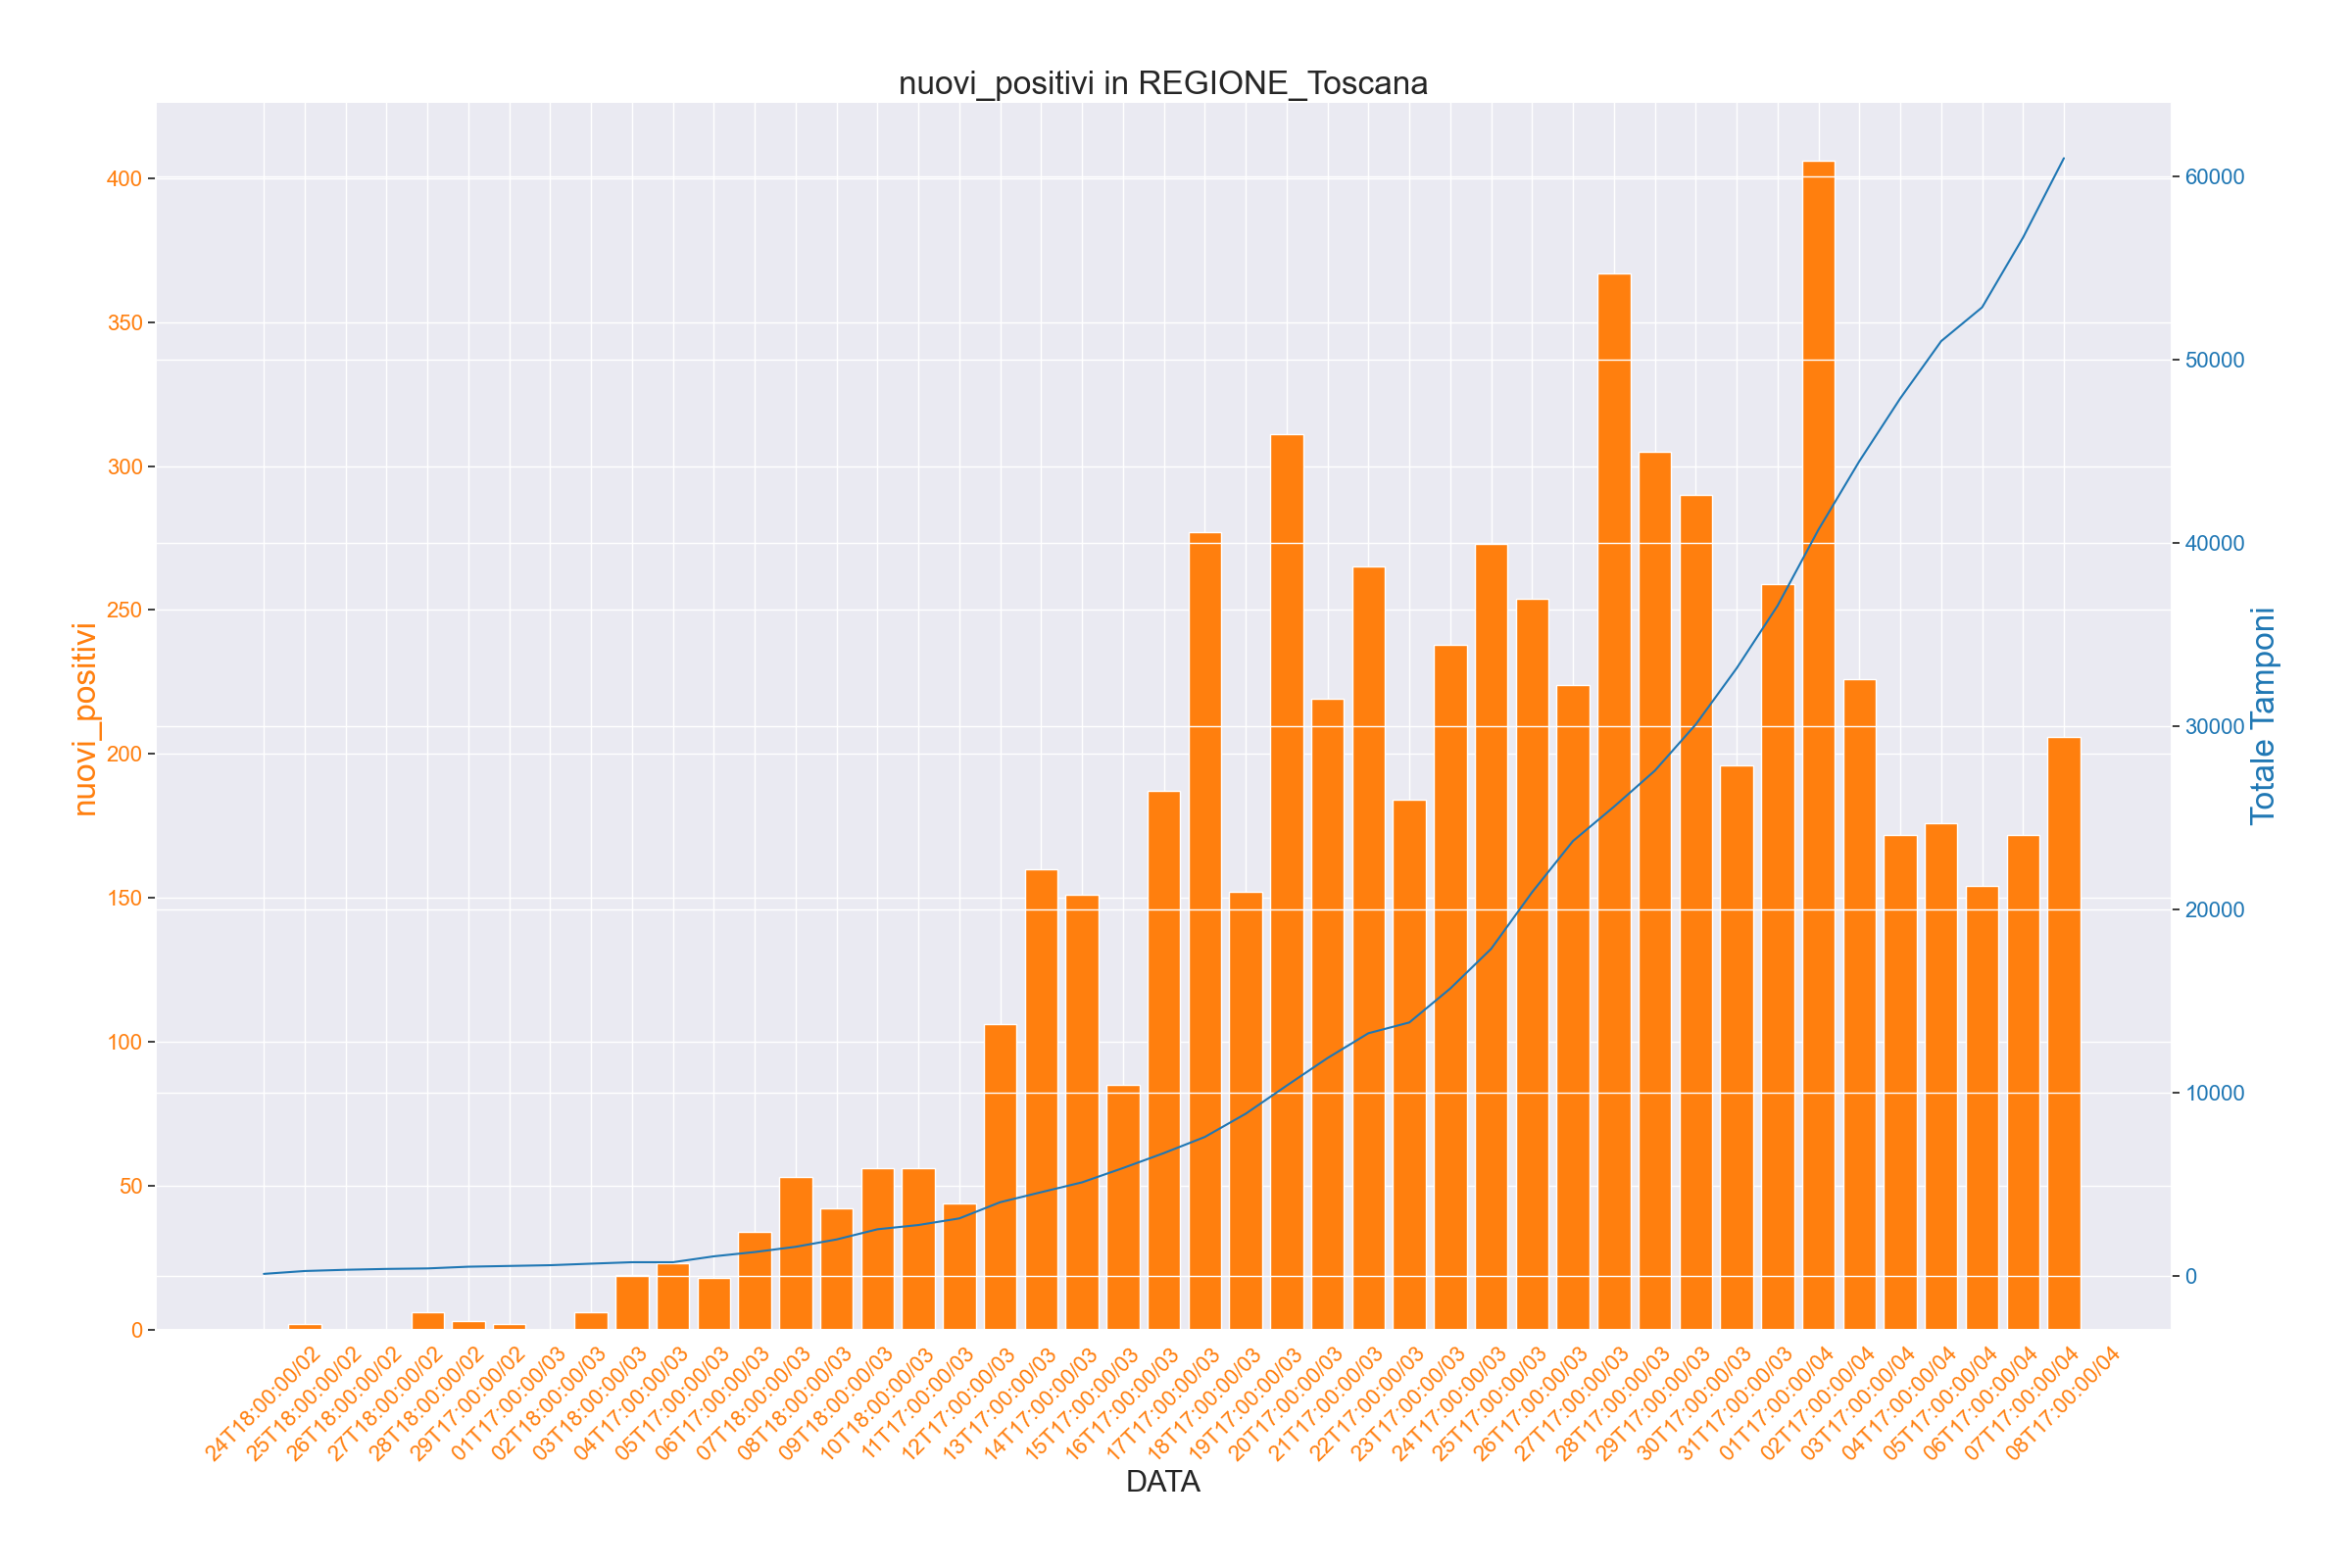 nuovi_positivi in REGIONE_Toscana
nuovi_positivi
400
350
300
250
200
150
100
50
0
60000
50000
40000
30000
20000
10000
0
Totale Tamponi
24T18:00:00/02
25T18:00:00/02
26T18:00:00/02
27T18:00:00/02
28T18:00:00/02
29T17:00:00/02
01T17:00:00/03
02T18:00:00/03
03T18:00:00/03
04T17:00:00/03
05T17:00:00/03
06T17:00:00/03
07T18:00:00/03
08T18:00:00/03
09T18:00:00/03
10T18:00:00/03
11T17:00:00/03
12T17:00:00/03
13T17:00:00/03
14T17:00:00/03
15T17:00:00/03
16T17:00:00/03
17T17:00:00/03
18T17:00:00/03
19T17:00:00/03
20T17:00:00/03
21T17:00:00/03
22T17:00:00/03
23T17:00:00/03
24T17:00:00/03
25T17:00:00/03
26T17:00:00/03
27T17:00:00/03
28T17:00:00/03
29T17:00:00/03
30T17:00:00/03
31T17:00:00/03
01T17:00:00/04
02T17:00:00/04
03T17:00:00/04
04T17:00:00/04
05T17:00:00/04
06T17:00:00/04
07T17:00:00/04
08T17:00:00/04
DATA